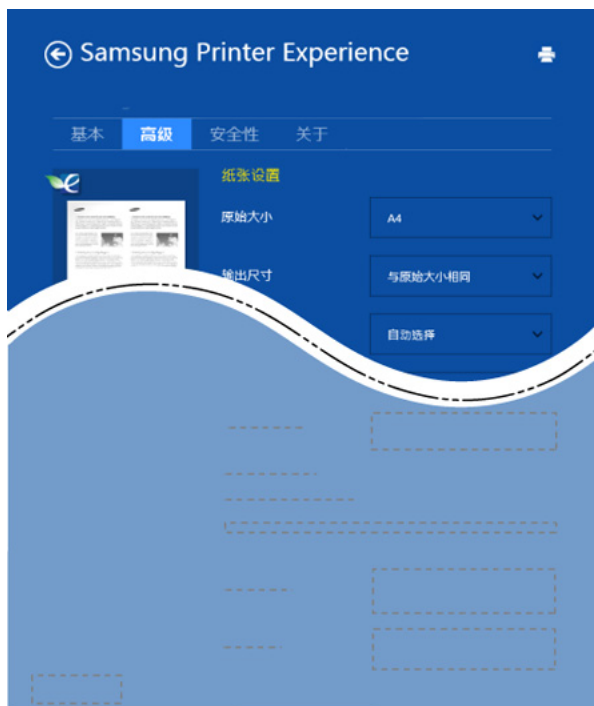 Samsung Printer Experience
基本 高级 安全性 关于
纸张设置
原始大小 A4
输出尺寸 与原始大小相同
自动选择